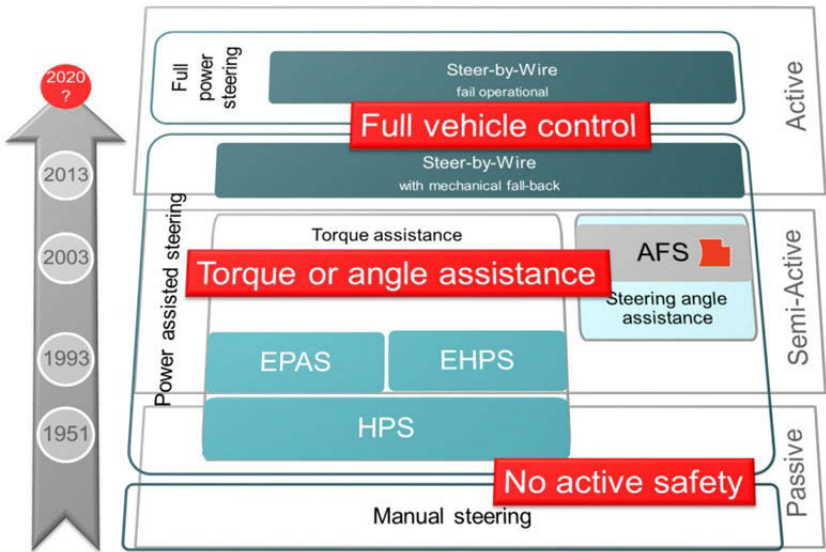 2020
?
2013
2003
1993
1951
Full
power
steering
Steer-by-Wire
fail operational
Full vehicle control
Active
Steer-by-Wire
with mechanical fall-back
Power assisted steering
Torque assistance
AFS
Torque or angle assistance
Steering angle
assistance
Semi-Active
EPAS
EHPS
HPS
No active safety
Passive
Manual steering